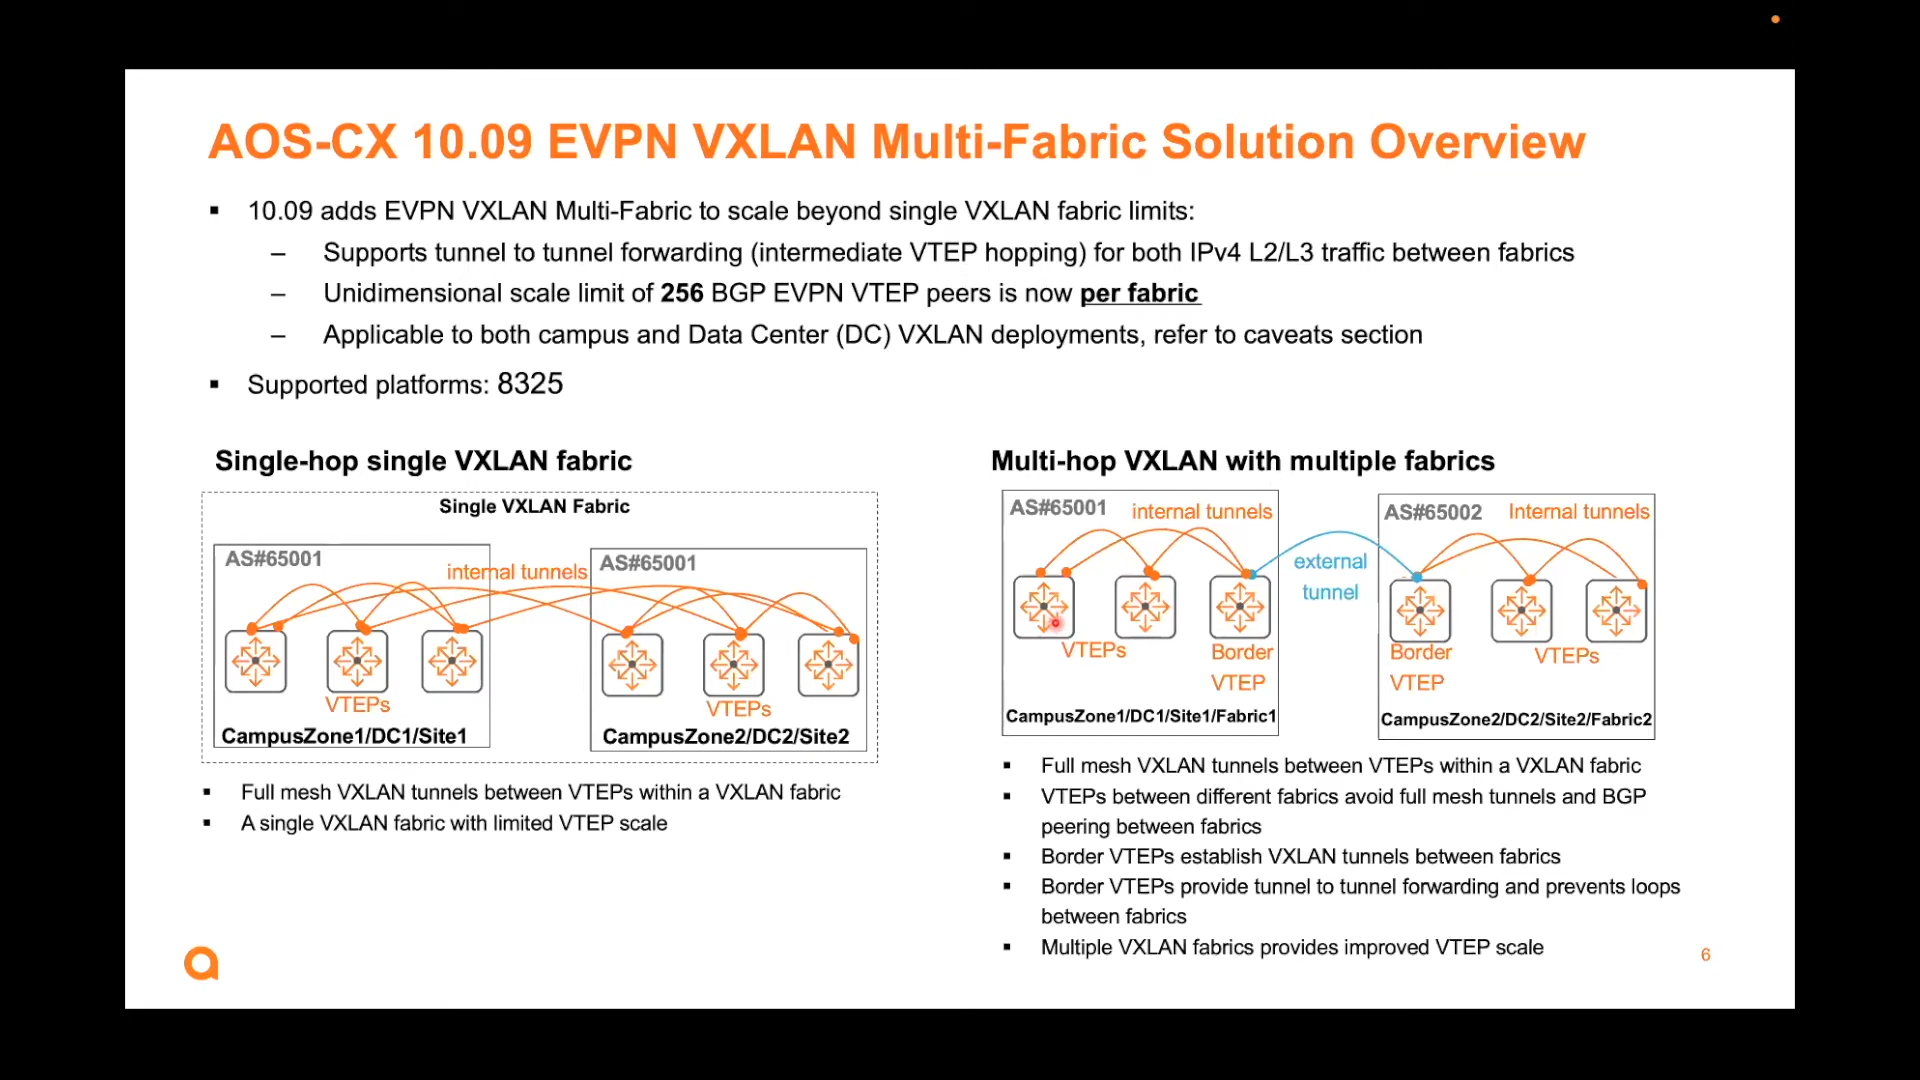 AOS-CX 10.09 EVPN VXLAN Multi-Fabric Solution Overview
▪ 10.09 adds EVPN VXLAN Multi-Fabric to scale beyond single VXLAN fabric limits:
– Supports tunnel to tunnel forwarding (intermediate VTEP hopping) for both IPv4 L2/L3 traffic between fabrics
– Unidimensional scale limit of 256 BGP EVPN VTEP peers is now per fabric
– Applicable to both campus and Data Center (DC) VXLAN deployments, refer to caveats section
▪ Supported platforms: 8325
Single-hop single VXLAN fabric
Single VXLAN Fabric
AS#65001
internal tunnels
AS#65001
VTEPs
VTEPs
CampusZone1/DC1/Site1
CampusZone2/DC2/Site2
▪ Full mesh VXLAN tunnels between VTEPs within a VXLAN fabric
▪ A single VXLAN fabric with limited VTEP scale
Multi-hop VXLAN with multiple fabrics
AS#65001
internal tunnels
AS#65002
Internal tunnels
external
tunnel
VTEPs
Border
VTEP
Border
VTEP
VTEPs
CampusZone1/DC1/Site1/Fabric1
CampusZone2/DC2/Site2/Fabric2
▪ Full mesh VXLAN tunnels between VTEPs within a VXLAN fabric
▪ VTEPs between different fabrics avoid full mesh tunnels and BGP
peering between fabrics
▪ Border VTEPs establish VXLAN tunnels between fabrics
▪ Border VTEPs provide tunnel to tunnel forwarding and prevents loops
between fabrics
▪ Multiple VXLAN fabrics provides improved VTEP scale
6